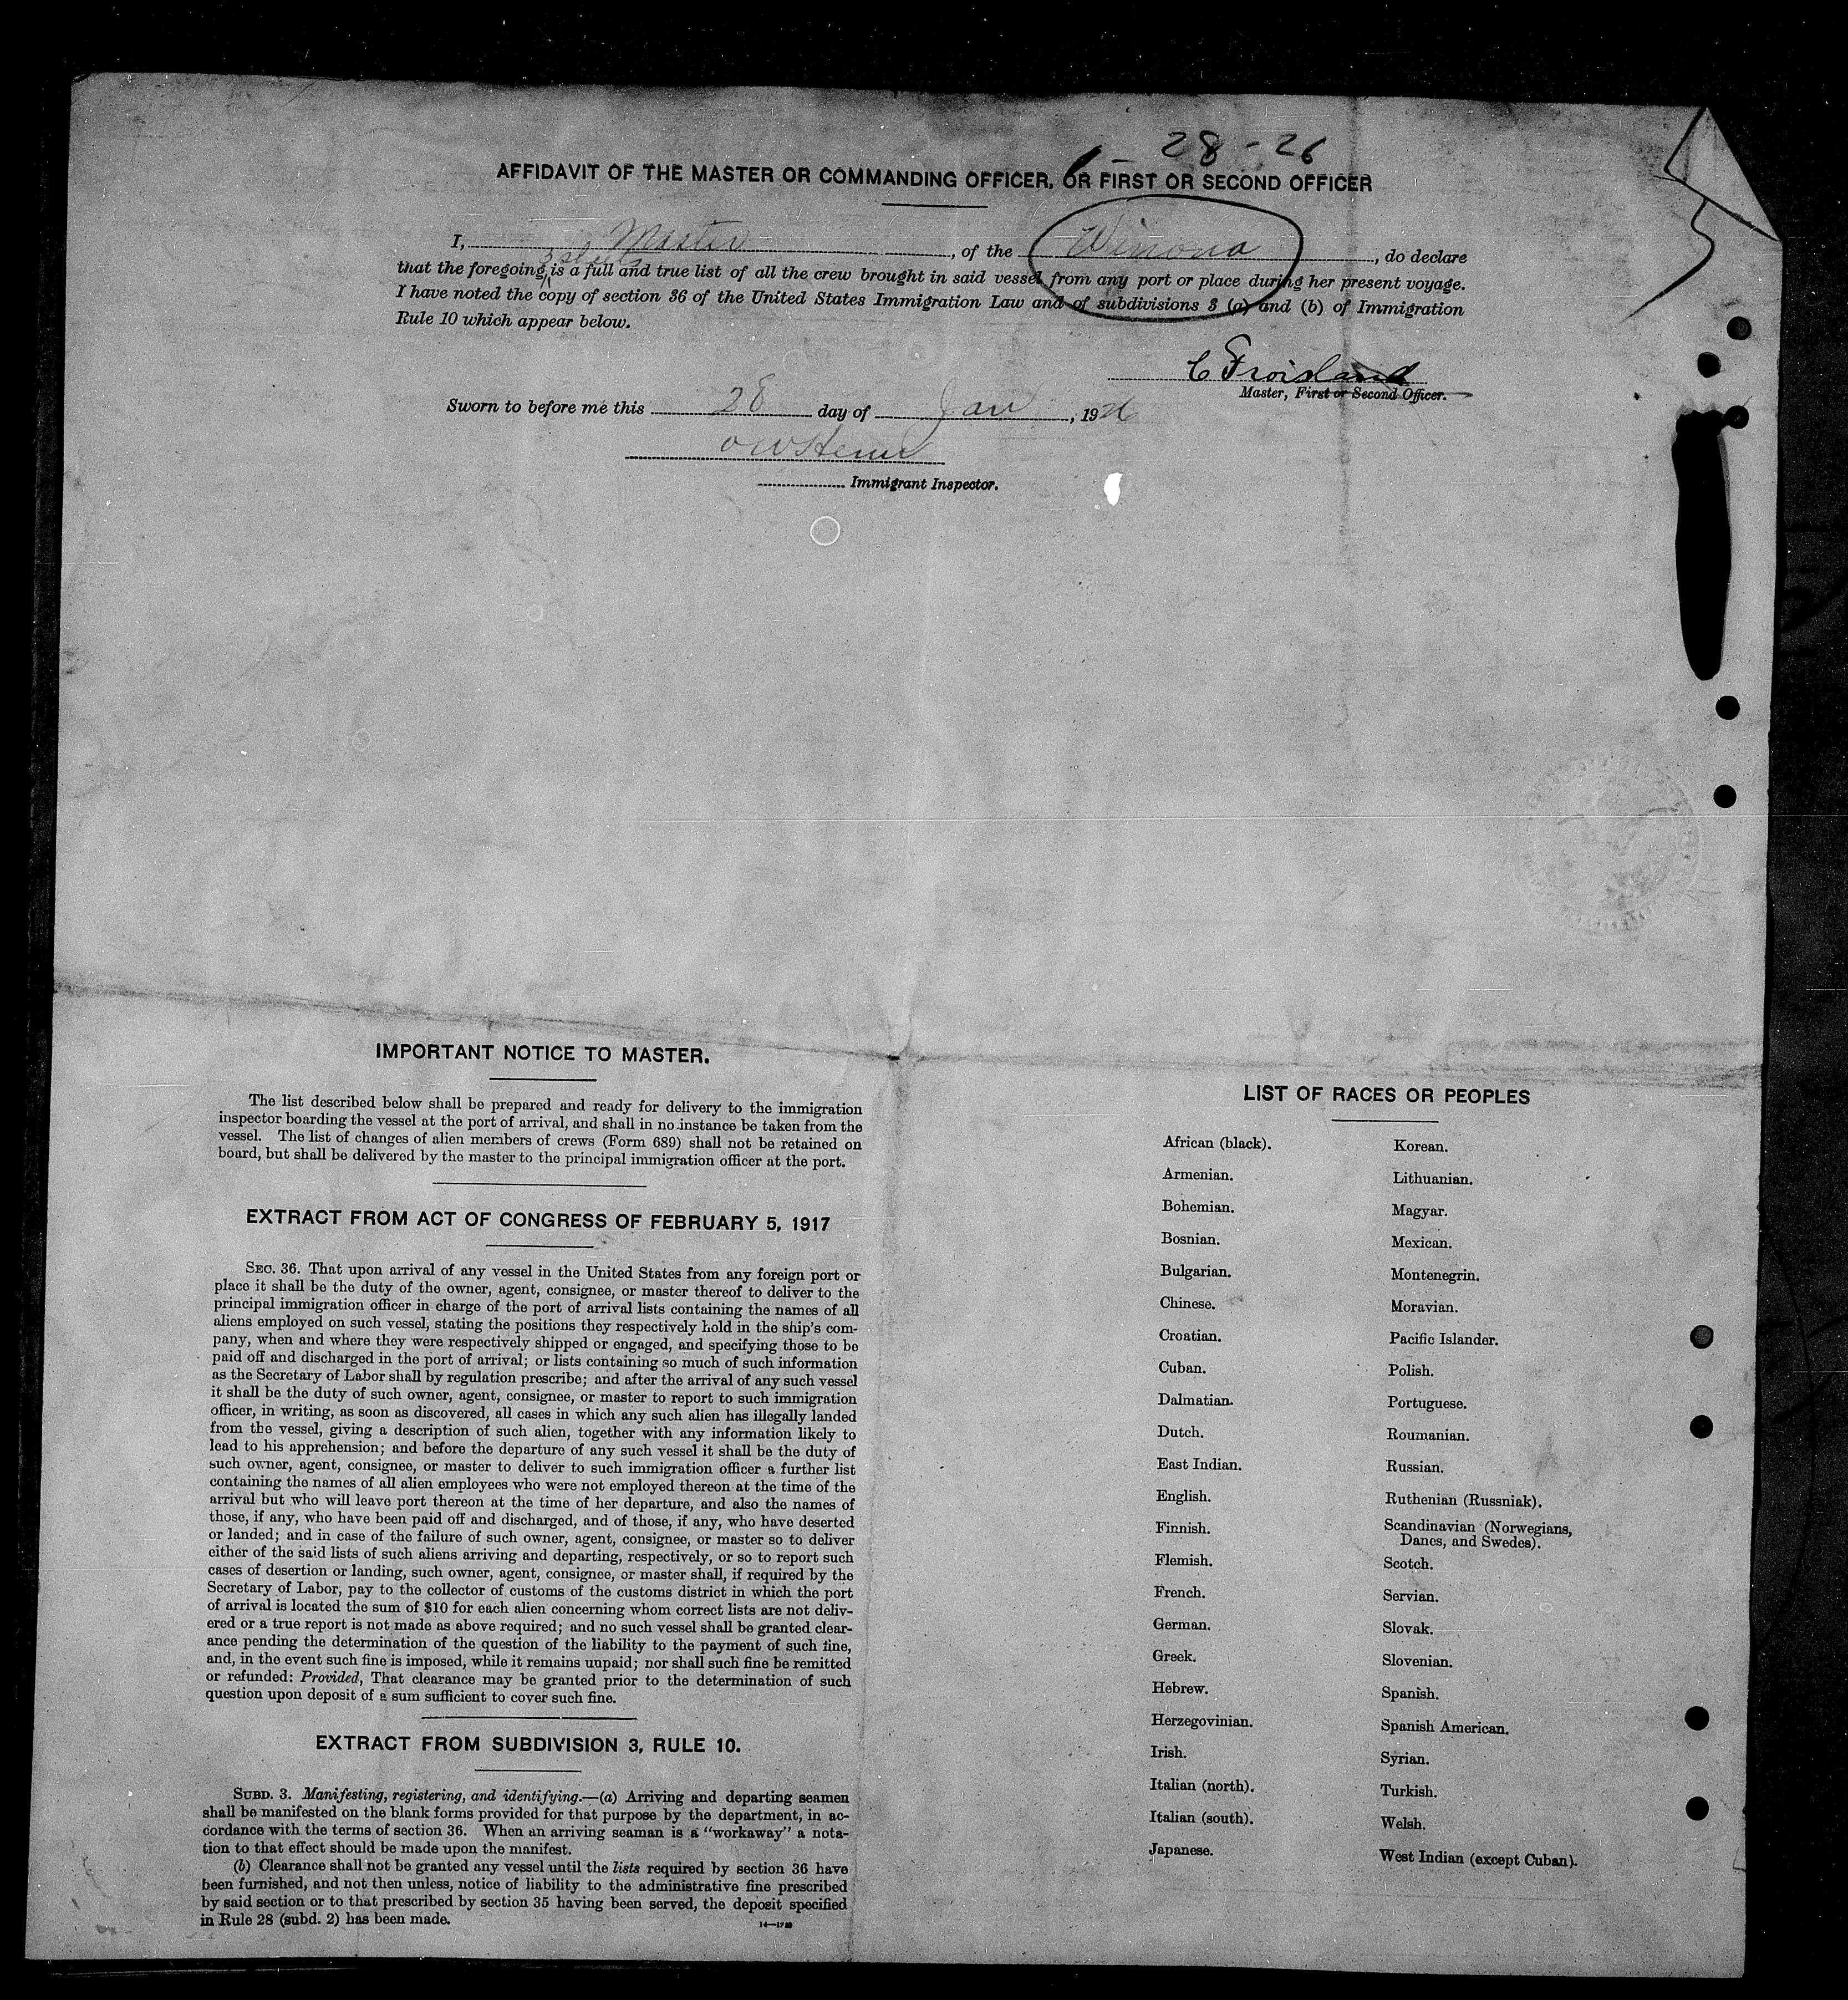 1-28-26
AFFIDAVIT OF THE MASTER OR COMMANDING OFFICER, OR FIRST OR SECOND OFFICER
I, Master, of the Winona, do declare
3 sheets
that the foregoing is a full and true list of all the crew brought in said vessel from any port or place during her present voyage.
I have noted the copy of section 36 of the United States Immigration Law and of subdivisions 3 (a) and (b) of Immigration
Rule 10 which appear below.
C Froisland
Master, First or Second Officer.
Sworn to before me this 28 day of Jan, 1926
Immigrant Inspector.
IMPORTANT NOTICE TO MASTER.
The list described below shall be prepared and ready for delivery to the immigration
inspector boarding the vessel at the port of arrival, and shall in no instance be taken from the
vessel. The list of changes of alien members of crews (Form 689) shall not be retained on
board, but shall be delivered by the master to the principal immigration officer at the port.
EXTRACT FROM ACT OF CONGRESS OF FEBRUARY 5, 1917
SEC. 36. That upon arrival of any vessel in the United States from any foreign port or
place it shall be the duty of the owner, agent, consignee, or master thereof to deliver to the
principal immigration officer in charge of the port of arrival lists containing the names of all
aliens employed on such vessel, stating the positions they respectively hold in the ship's com-
pany, when and where they were respectively shipped or engaged, and specifying those to be
paid off and discharged in the port of arrival; or lists containing so much of such information
as the Secretary of Labor shall by regulation prescribe; and after the arrival of any such vessel
it shall be the duty of such owner, agent, consignee, or master to report to such immigration
officer, in writing, as soon as discovered, all cases in which any such alien has illegally landed
from the vessel, giving a description of such alien, together with any information likely to
lead to his apprehension; and before the departure of any such vessel it shall be the duty of
such owner, agent, consignee, or master to deliver to such immigration officer a further list
containing the names of all alien employees who were not employed thereon at the time of the
arrival but who will leave port thereon at the time of her departure, and also the names of
those, if any, who have been paid off and discharged, and of those, if any, who have deserted
or landed; and in case of the failure of such owner, agent, consignee, or master so to deliver
either of the said lists of such aliens arriving and departing, respectively, or so to report such
cases of desertion or landing, such owner, agent, consignee, or master shall, if required by the
Secretary of Labor, pay to the collector of customs of the customs district in which the port
of arrival is located the sum of $10 for each alien concerning whom correct lists are not deliv-
ered or a true report is not made as above required; and no such vessel shall be granted clear-
ance pending the determination of the question of the liability to the payment of such fine,
and, in the event such fine is imposed, while it remains unpaid; nor shall such fine be remitted
or refunded: Provided, That clearance may be granted prior to the determination of such
question upon deposit of a sum sufficient to cover such fine.
EXTRACT FROM SUBDIVISION 3, RULE 10.
SUBD. 3. Manifesting, registering, and identifying.—(a) Arriving and departing seamen
shall be manifested on the blank forms provided for that purpose by the department, in ac-
cordance with the terms of section 36. When an arriving seaman is a "workaway" a nota-
tion to that effect should be made upon the manifest.
(b) Clearance shall not be granted any vessel until the lists required by section 36 have
been furnished, and not then unless, notice of liability to the administrative fine prescribed
by said section or to that prescribed by section 35 having been served, the deposit specified
in Rule 28 (subd. 2) has been made.
LIST OF RACES OR PEOPLES
African (black).
Armenian.
Bohemian.
Bosnian.
Bulgarian.
Chinese.
Croatian.
Cuban.
Dalmatian.
Dutch.
East Indian.
English.
Finnish.
Flemish.
French.
German.
Greek.
Hebrew.
Herzegovinian.
Irish.
Italian (north).
Italian (south).
Japanese.
Korean.
Lithuanian.
Magyar.
Mexican.
Montenegrin.
Moravian.
Pacific Islander.
Polish.
Portuguese.
Roumanian.
Russian.
Ruthenian (Russniak).
Scandinavian (Norwegians,
Danes, and Swedes).
Scotch.
Servian.
Slovak.
Slovenian.
Spanish.
Spanish American.
Syrian.
Turkish.
Welsh.
West Indian (except Cuban).